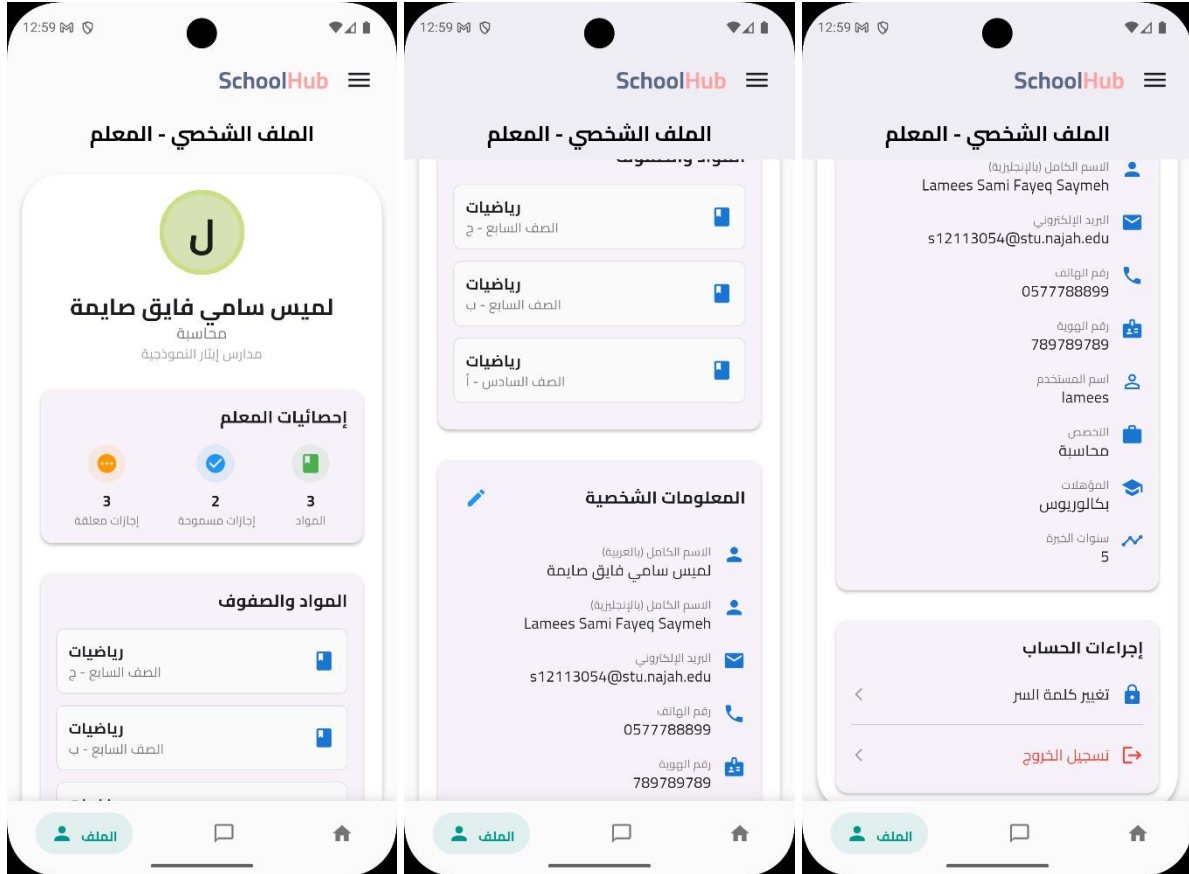 12:59
SchoolHub
الملف الشخصي - المعلم
ل
لميس سامي فايق صايمة
محاسبة
مدارس إيثار النموذجية
إحصائيات المعلم
3
المواد
2
إجازات مسموحة
3
إجازات معلقة
المواد والصفوف
رياضيات
الصف السابع - ج
رياضيات
الصف السابع - ب
الملف
12:59
SchoolHub
الملف الشخصي - المعلم
المواد والصفوف
رياضيات
الصف السابع - ج
رياضيات
الصف السابع - ب
رياضيات
الصف السادس - أ
المعلومات الشخصية
الاسم الكامل (بالعربية)
لميس سامي فايق صايمة
الاسم الكامل (بالإنجليزية)
Lamees Sami Fayeq Saymeh
البريد الإلكتروني
s12113054@stu.najah.edu
رقم الهاتف
0577788899
رقم الهوية
789789789
الملف
12:59
SchoolHub
الملف الشخصي - المعلم
الاسم الكامل (بالإنجليزية)
Lamees Sami Fayeq Saymeh
البريد الإلكتروني
s12113054@stu.najah.edu
رقم الهاتف
0577788899
رقم الهوية
789789789
اسم المستخدم
lamees
التخصص
محاسبة
المؤهلات
بكالوريوس
سنوات الخبرة
5
إجراءات الحساب
تغيير كلمة السر
تسجيل الخروج
الملف